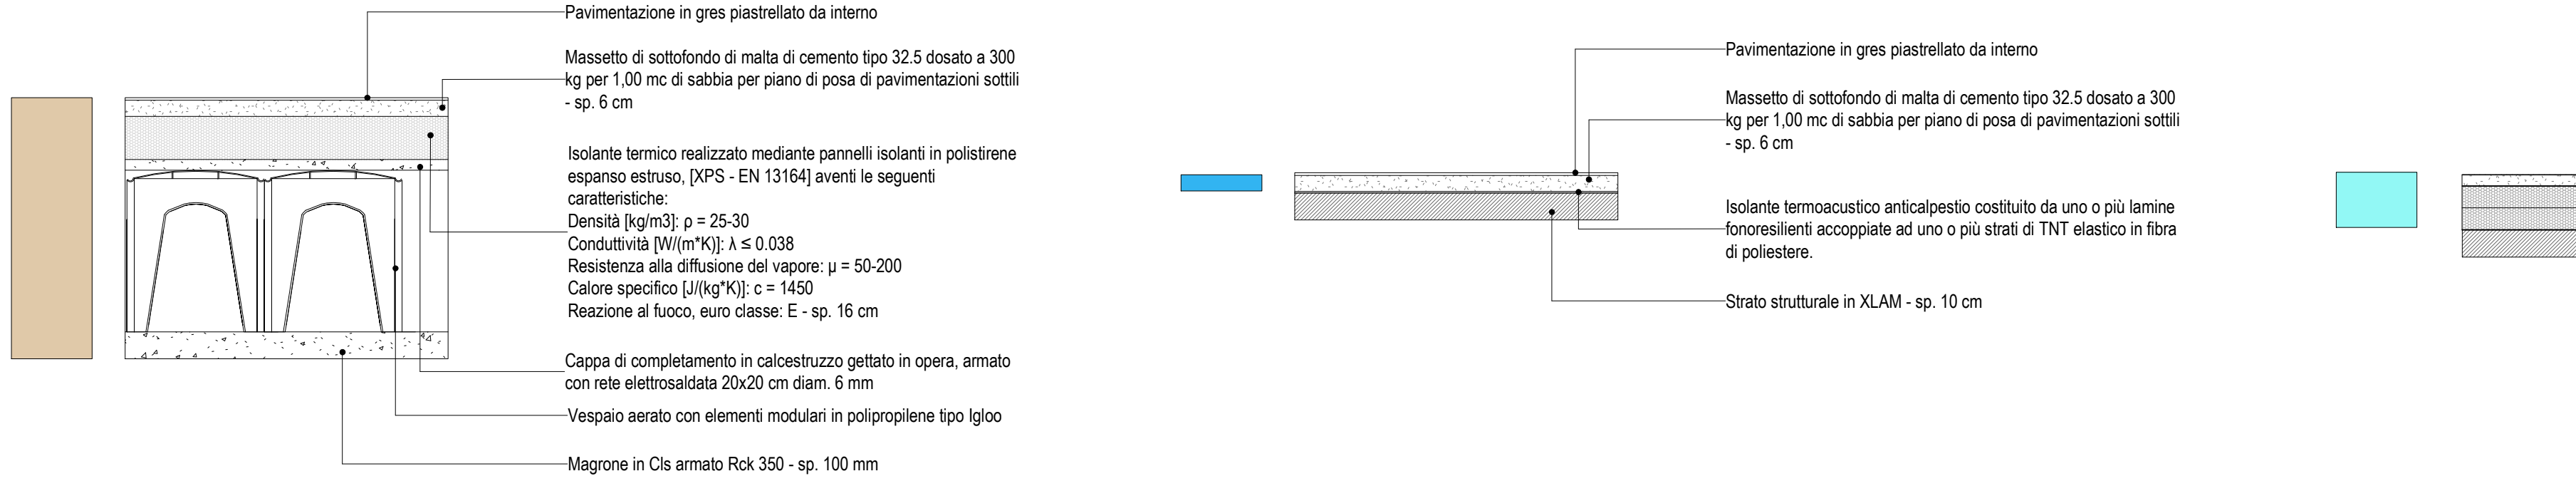 Pavimentazione in gres piastrellato da interno
Massetto di sottofondo di malta di cemento tipo 32.5 dosato a 300
kg per 1,00 mc di sabbia per piano di posa di pavimentazioni sottili
- sp. 6 cm
Isolante termico realizzato mediante pannelli isolanti in polistirene
espanso estruso, [XPS - EN 13164] aventi le seguenti
caratteristiche:
Densità [kg/m3]: ρ = 25-30
Conduttività [W/(m*K)]: λ ≤ 0.038
Resistenza alla diffusione del vapore: μ = 50-200
Calore specifico [J/(kg*K)]: c = 1450
Reazione al fuoco, euro classe: E - sp. 16 cm
Cappa di completamento in calcestruzzo gettato in opera, armato
con rete elettrosaldata 20x20 cm diam. 6 mm
Vespaio aerato con elementi modulari in polipropilene tipo Igloo
Magrone in Cls armato Rck 350 - sp. 100 mm
Pavimentazione in gres piastrellato da interno
Massetto di sottofondo di malta di cemento tipo 32.5 dosato a 300
kg per 1,00 mc di sabbia per piano di posa di pavimentazioni sottili
- sp. 6 cm
Isolante termoacustico anticalpestio costituito da uno o più lamine
fonoresilienti accoppiate ad uno o più strati di TNT elastico in fibra
di poliestere.
Strato strutturale in XLAM - sp. 10 cm